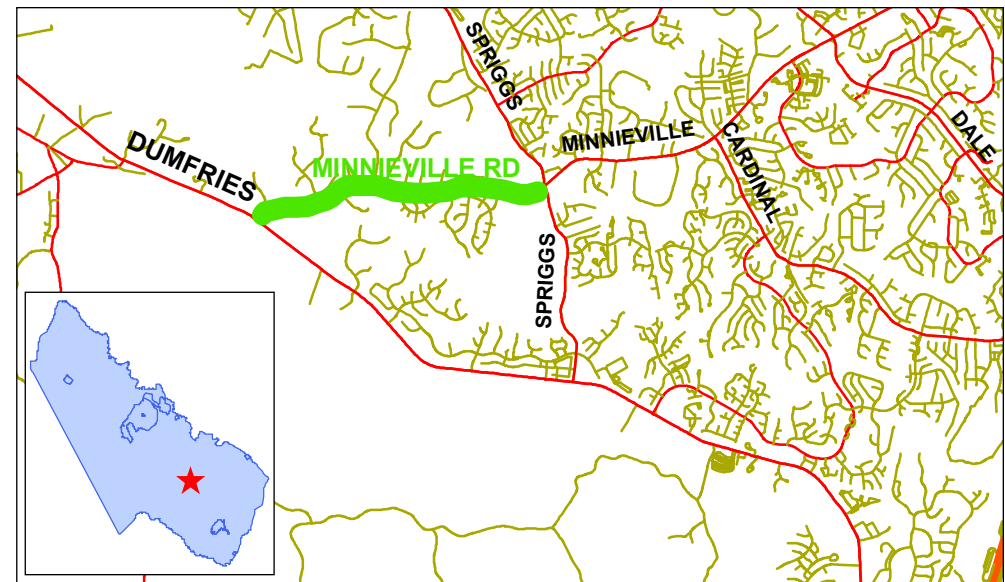 SPRIGGS
MINNIEVILLE
CARDINAL
DALE
DUMFRIES
MINNIEVILLE RD
SPRIGGS